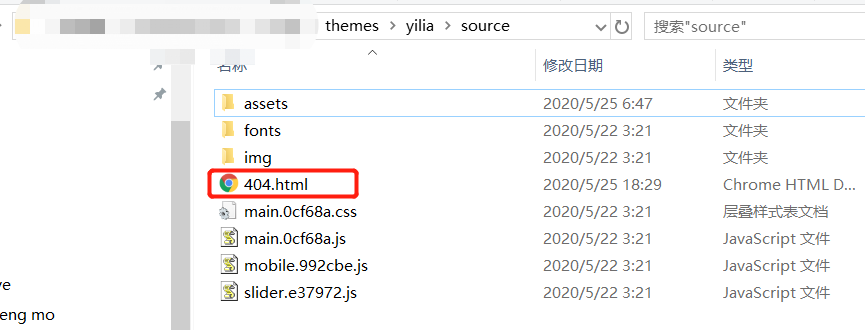 themes > yilia > source
搜索"source"
名称 修改日期 类型
assets 2020/5/25 6:47 文件夹
fonts 2020/5/22 3:21 文件夹
img 2020/5/22 3:21 文件夹
404.html 2020/5/25 18:29 Chrome HTML D...
main.0cf68a.css 2020/5/22 3:21 层叠样式表文档
main.0cf68a.js 2020/5/22 3:21 JavaScript 文件
mobile.992cbe.js 2020/5/22 3:21 JavaScript 文件
slider.e37972.js 2020/5/22 3:21 JavaScript 文件
ve
eng mo